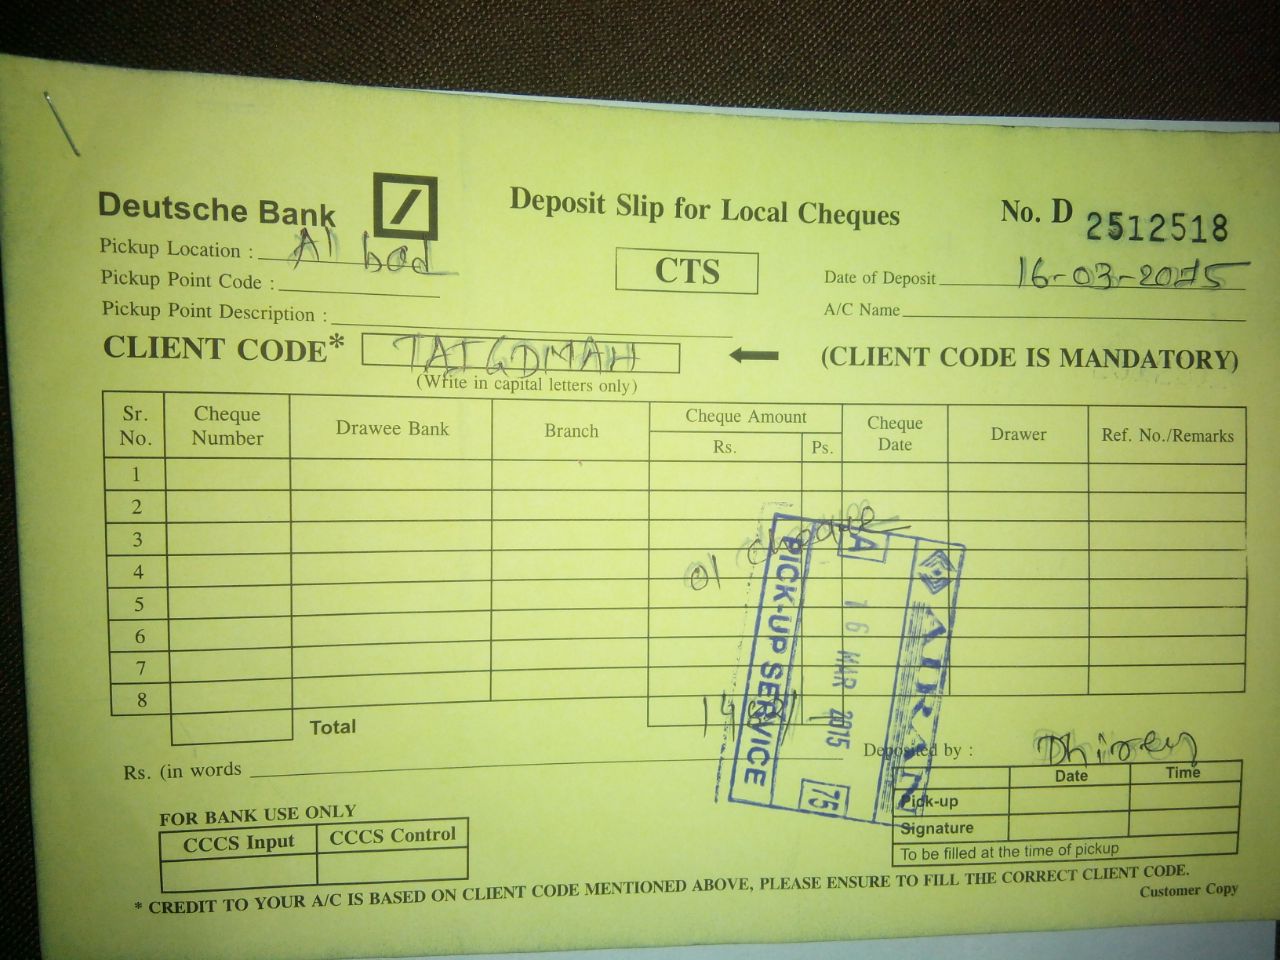 Deutsche Bank
Deposit Slip for Local Cheques
No. D 2512518
Pickup Location : A'bad
CTS
Date of Deposit 16-03-2015
Pickup Point Code :
A/C Name
Pickup Point Description :
CLIENT CODE* TAIGDMAH
(CLIENT CODE IS MANDATORY)
(Write in capital letters only)
Sr. No. Cheque Number Drawee Bank Branch Cheque Amount Rs. Ps. Cheque Date Drawer Ref. No./Remarks
1
2
3
4
5
6
7
8
01 cheque
A
16 MAR 2015
75
PICK-UP SERVICE
AIRAN
Total
Deposited by :
Rs. (in words
Date Time
Pick-up
Signature
To be filled at the time of pickup
FOR BANK USE ONLY
CCCS Input CCCS Control
* CREDIT TO YOUR A/C IS BASED ON CLIENT CODE MENTIONED ABOVE, PLEASE ENSURE TO FILL THE CORRECT CLIENT CODE.
Customer Copy